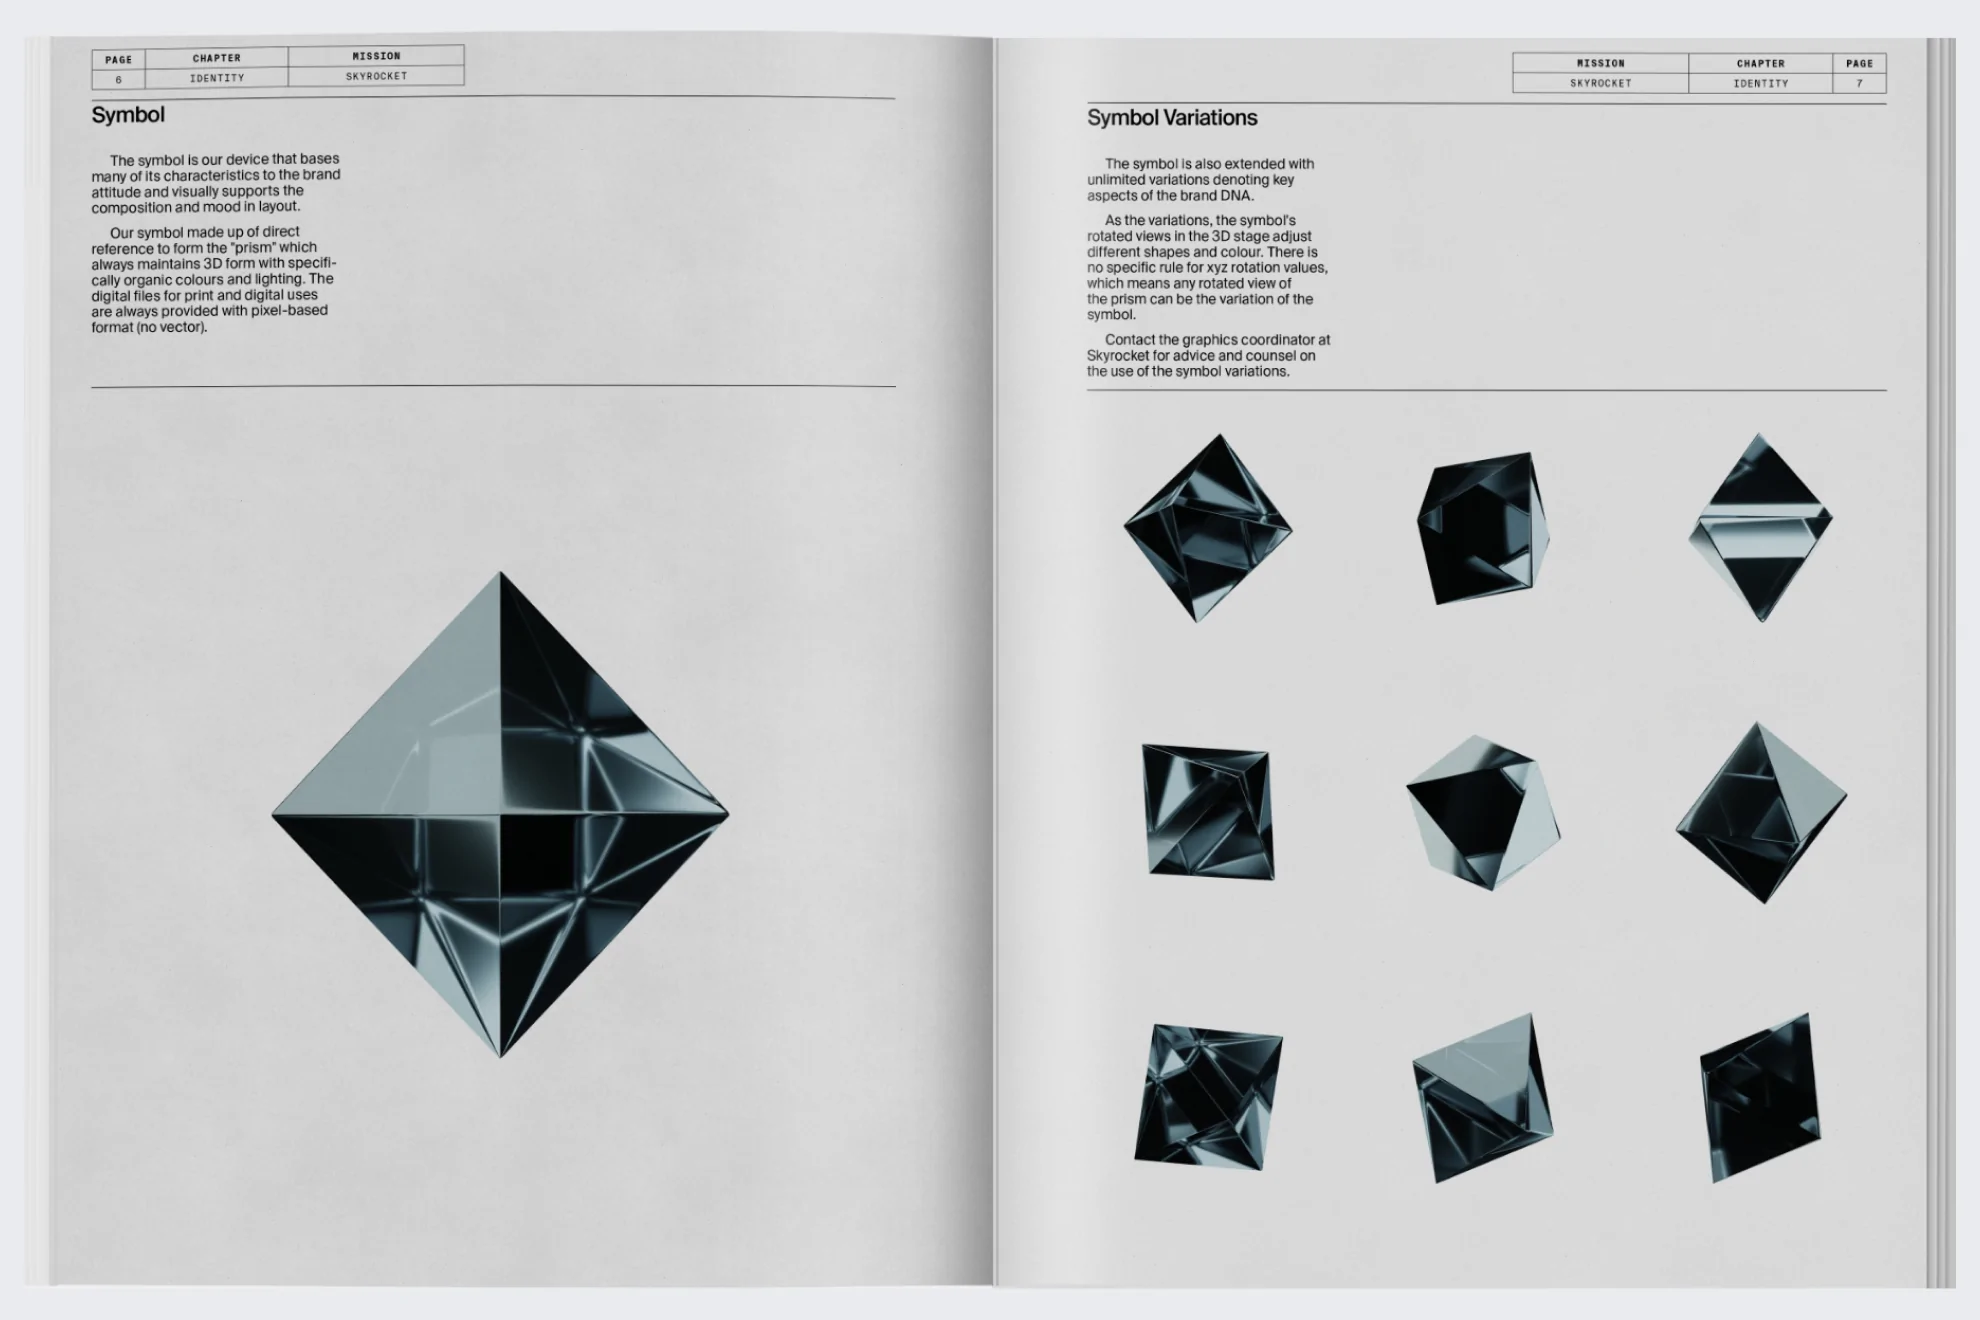 PAGE CHAPTER MISSION
6 IDENTITY SKYROCKET
Symbol
The symbol is our device that bases
many of its characteristics to the brand
attitude and visually supports the
composition and mood in layout.
Our symbol made up of direct
reference to form the "prism" which
always maintains 3D form with specifi-
cally organic colours and lighting. The
digital files for print and digital uses
are always provided with pixel-based
format (no vector).
MISSION CHAPTER PAGE
SKYROCKET IDENTITY 7
Symbol Variations
The symbol is also extended with
unlimited variations denoting key
aspects of the brand DNA.
As the variations, the symbol's
rotated views in the 3D stage adjust
different shapes and colour. There is
no specific rule for xyz rotation values,
which means any rotated view of
the prism can be the variation of the
symbol.
Contact the graphics coordinator at
Skyrocket for advice and counsel on
the use of the symbol variations.